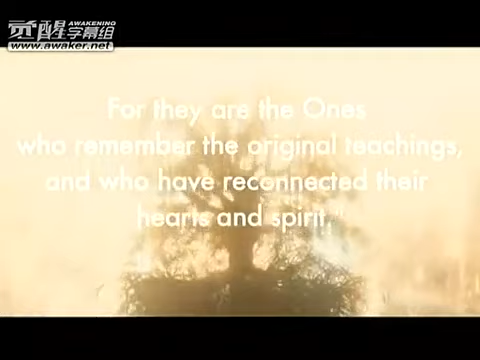 觉醒字幕组
AWAKENING
www.awaker.net
For they are the Ones
who remember the original teachings,
and who have reconnected their
hearts and spirit."